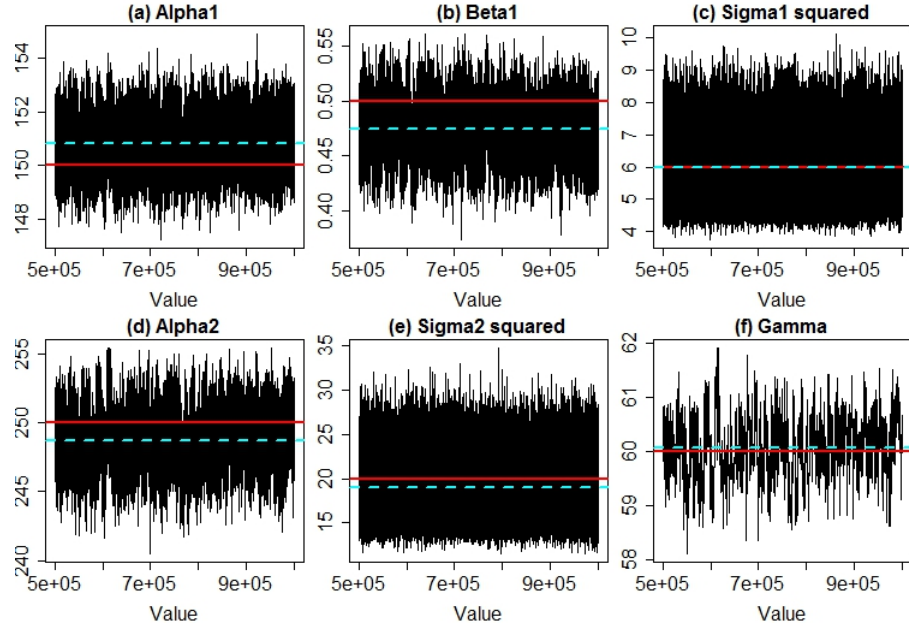 (a) Alpha1
154
152
150
148
5e+05 7e+05 9e+05
Value
(b) Beta1
0.55
0.50
0.45
0.40
5e+05 7e+05 9e+05
Value
(c) Sigma1 squared
10
9
8
7
6
5
4
5e+05 7e+05 9e+05
Value
(d) Alpha2
255
250
245
240
5e+05 7e+05 9e+05
Value
(e) Sigma2 squared
35
30
25
20
15
5e+05 7e+05 9e+05
Value
(f) Gamma
62
61
60
59
58
5e+05 7e+05 9e+05
Value